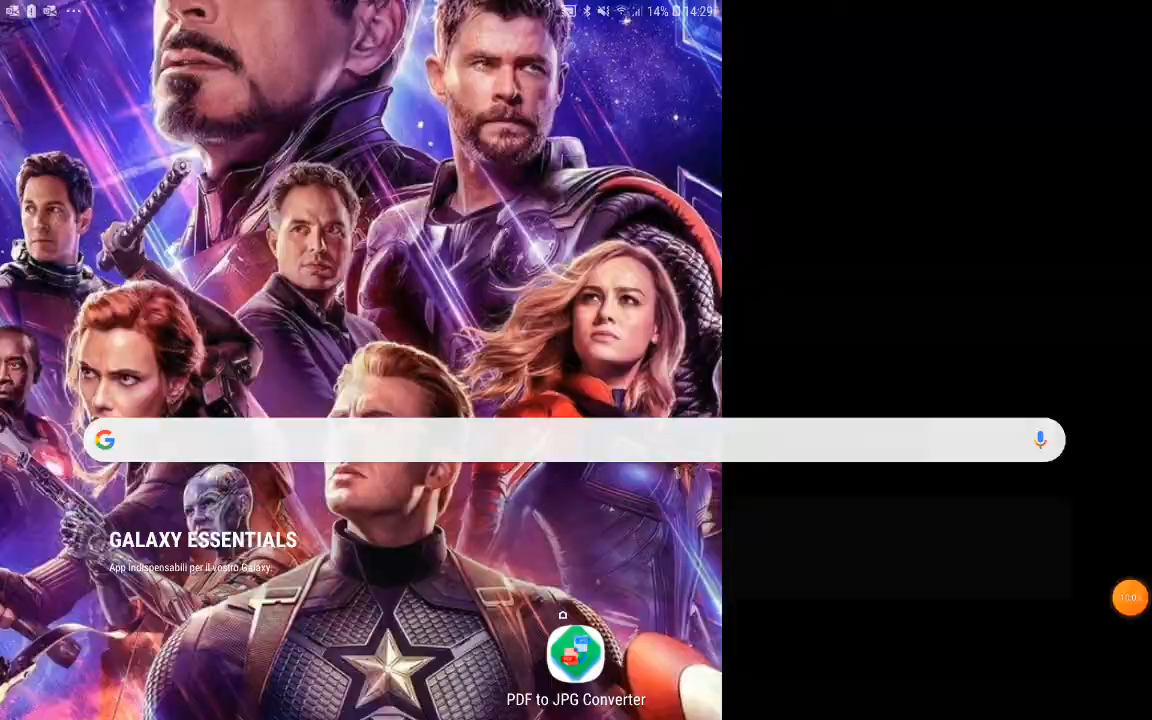 14% 14:29
GALAXY ESSENTIALS
App indispensabili per il vostro Galaxy.
PDF to JPG Converter